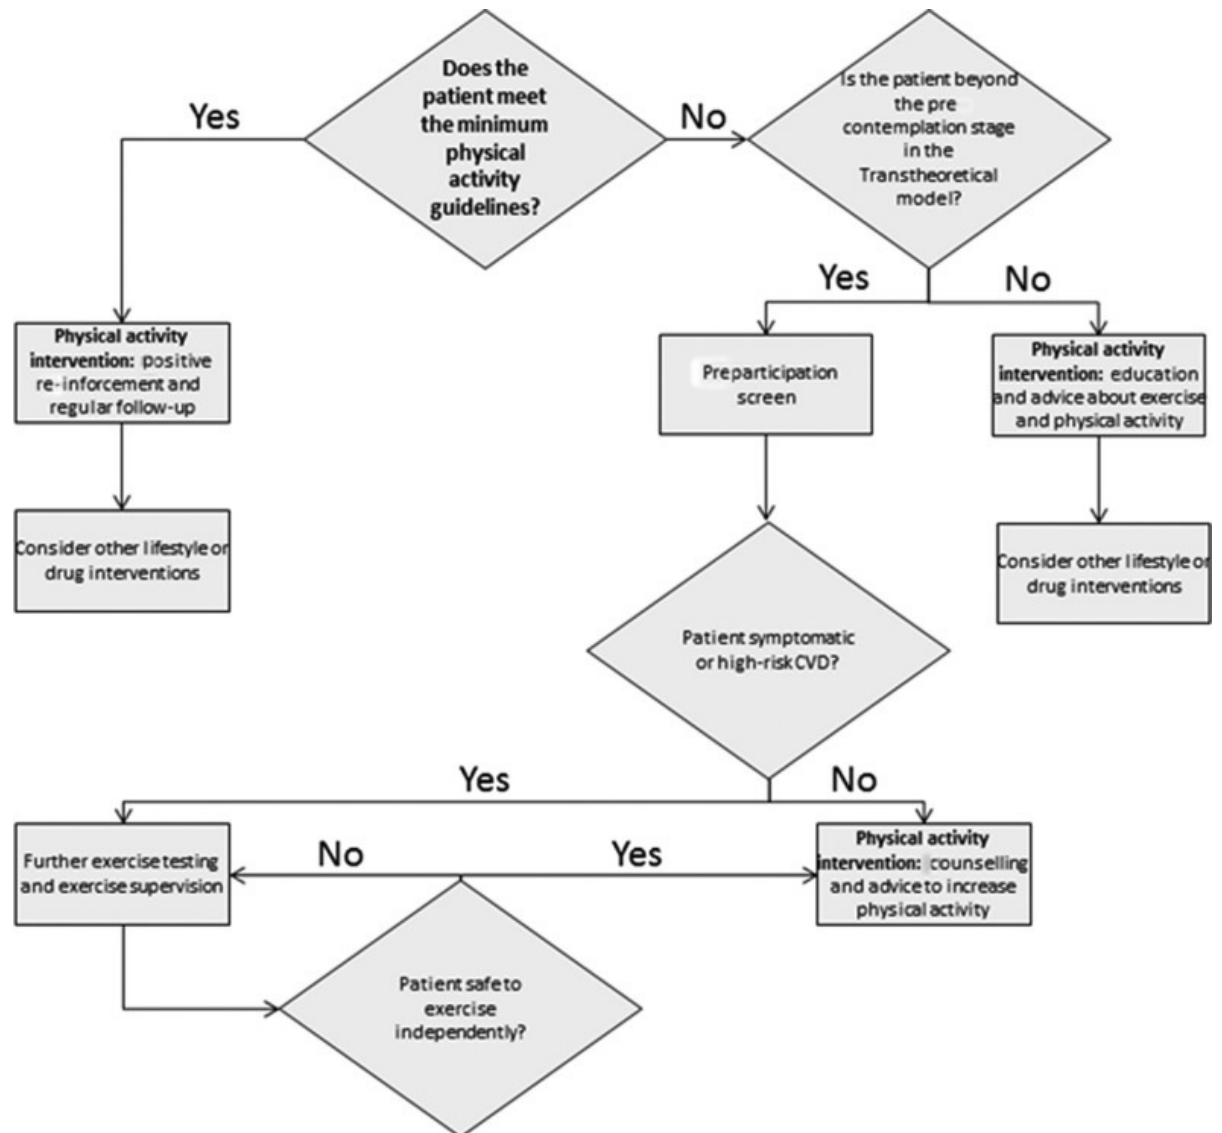 Does the
patient meet
the minimum
physical
activity
guidelines?
Yes
No
Is the patient beyond
the pre
contemplation stage
in the
Transtheoretical
model?
Yes
No
Physical activity
intervention: positive
re-inforcement and
regular follow-up
Preparticipation
screen
Physical activity
intervention: education
and advice about exercise
and physical activity
Consider other lifestyle or
drug interventions
Consider other lifestyle or
drug interventions
Patient symptomatic
or high-risk CVD?
Yes
No
Further exercise testing
and exercise supervision
No
Yes
Physical activity
intervention: counselling
and advice to increase
physical activity
Patient safe to
exercise
independently?